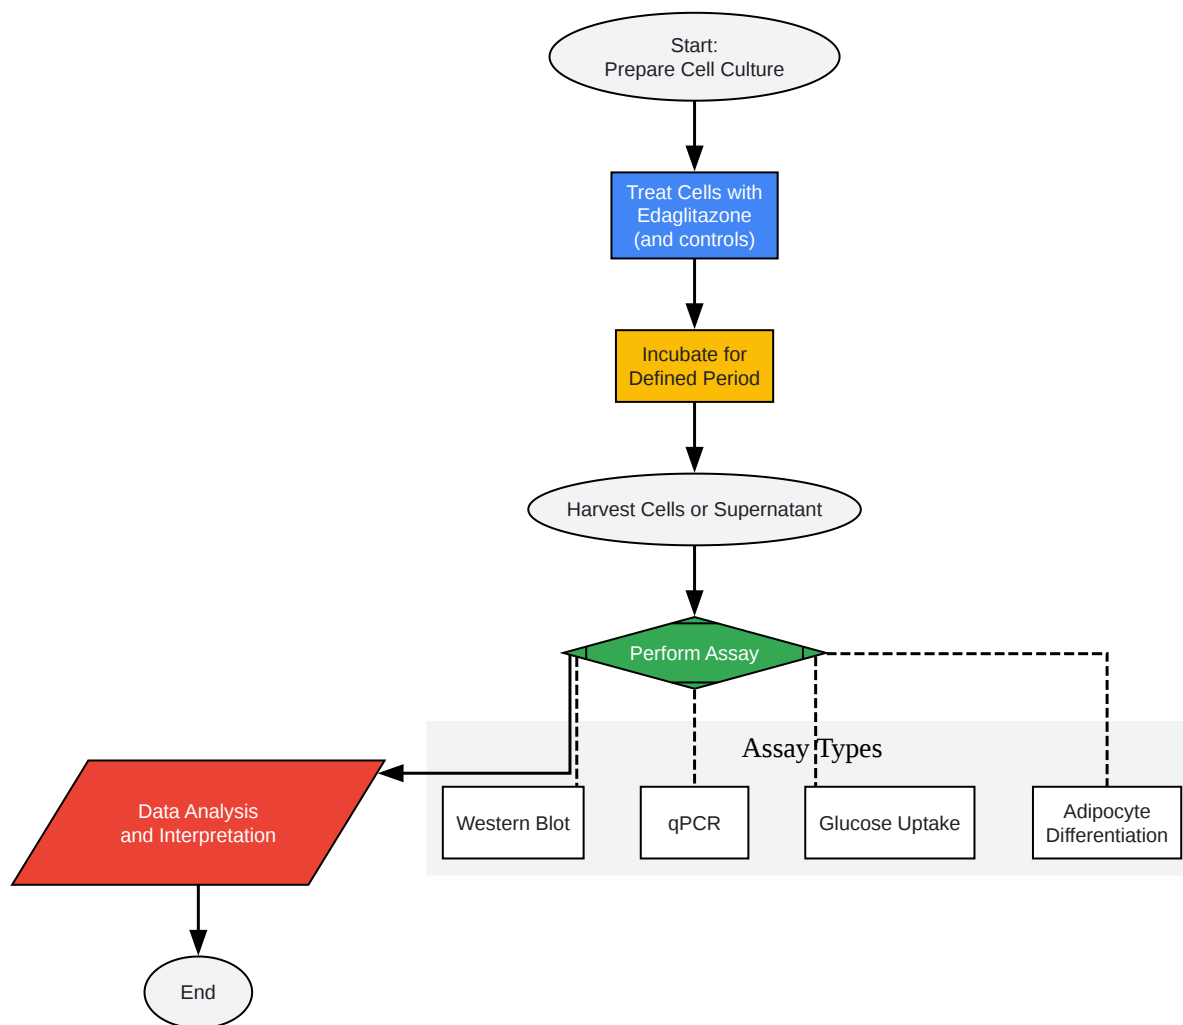 Start:
Prepare Cell Culture
Treat Cells with
Edaglitazone
(and controls)
Incubate for
Defined Period
Harvest Cells or Supernatant
Perform Assay
Assay Types
Data Analysis
and Interpretation
Western Blot
qPCR
Glucose Uptake
Adipocyte
Differentiation
End